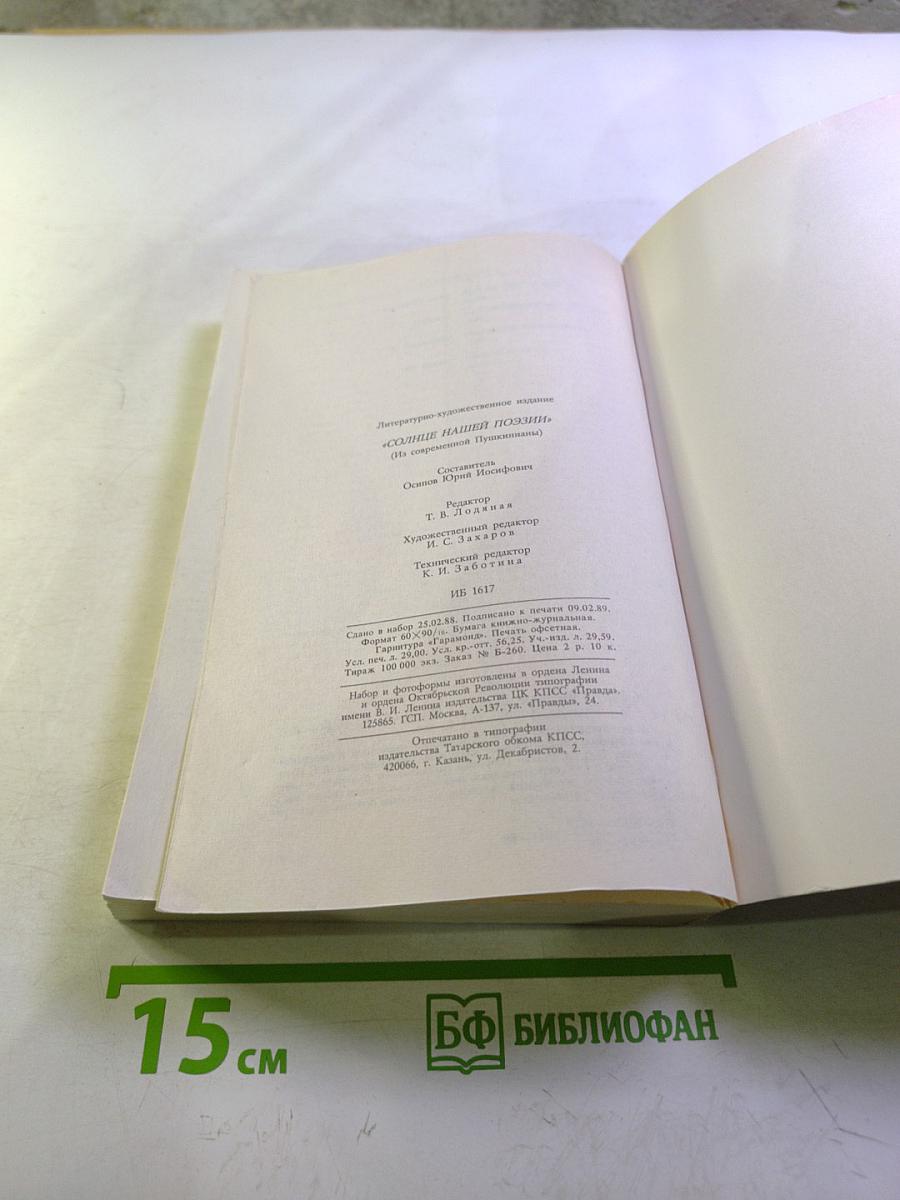 Литературно-художественное издание
«СОЛНЦЕ НАШЕЙ ПОЭЗИИ»
(Из современной Пушкинианы)
Составитель
Осипов Юрий Иосифович
Редактор
Т. В. Лодяная
Художественный редактор
И. С. Захаров
Технический редактор
К. И. Заботина
ИБ 1617
Сдано в набор 25.02.88. Подписано к печати 09.02.89.
Формат 60×90/16. Бумага книжно-журнальная.
Гарнитура «Гарамонд». Печать офсетная.
Усл. печ. л. 29,00. Усл. кр.-отт. 56,25. Уч.-изд. л. 29,59.
Тираж 100 000 экз. Заказ № Б-260. Цена 2 р. 10 к.
Набор и фотоформы изготовлены в ордена Ленина
и ордена Октябрьской Революции типографии
имени В. И. Ленина издательства ЦК КПСС «Правда».
125865. ГСП. Москва, А-137, ул. «Правды», 24.
Отпечатано в типографии
издательства Татарского обкома КПСС,
420066, г. Казань, ул. Декабристов, 2.
15 см
БФ БИБЛИОФАН